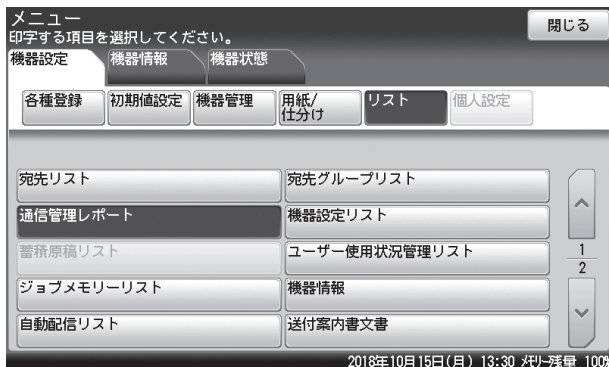 メニュー
印字する項目を選択してください。
閉じる
機器設定
機器情報
機器状態
各種登録
初期値設定
機器管理
用紙/
仕分け
リスト
個人設定
宛先リスト
宛先グループリスト
通信管理レポート
機器設定リスト
蓄積原稿リスト
ユーザー使用状況管理リスト
1
2
ジョブメモリーリスト
機器情報
自動配信リスト
送付案内書文書
2018年10月15日(月) 13:30 メモリー残量 100%